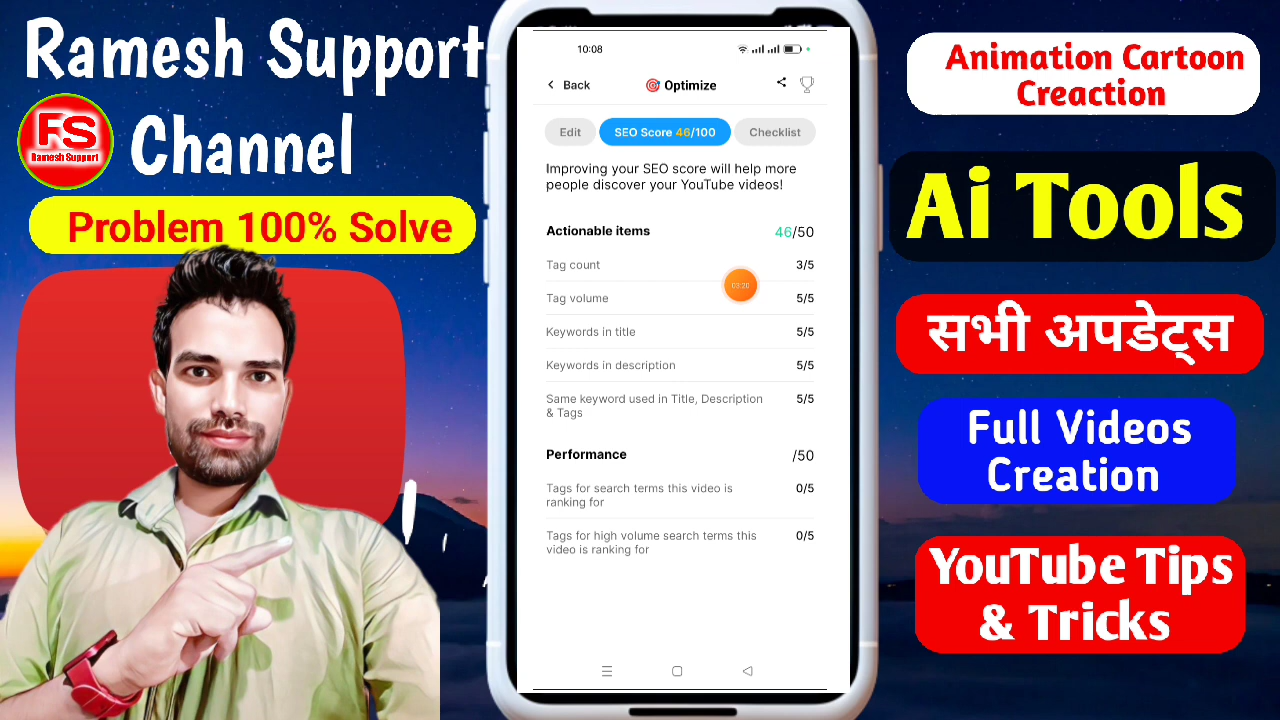 Ramesh Support
FS
Ramesh Support
Channel
Problem 100% Solve
10:08
Back
Optimize
Edit
SEO Score 46/100
Checklist
Improving your SEO score will help more
people discover your YouTube videos!
Actionable items 46/50
Tag count 3/5
03:20
Tag volume 5/5
Keywords in title 5/5
Keywords in description 5/5
Same keyword used in Title, Description 5/5
& Tags
Performance /50
Tags for search terms this video is 0/5
ranking for
Tags for high volume search terms this 0/5
video is ranking for
Animation Cartoon
Creaction
Ai Tools
सभी अपडेट्स
Full Videos
Creation
YouTube Tips
& Tricks